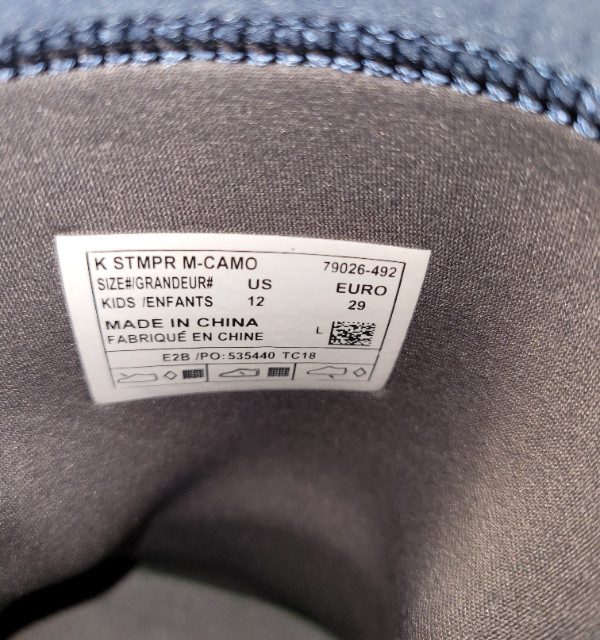 K STMPR M-CAMO 79026-492
SIZE#/GRANDEUR# US EURO
KIDS /ENFANTS 12 29
MADE IN CHINA
FABRIQUÉ EN CHINE L
E2B /PO: 535440 TC18